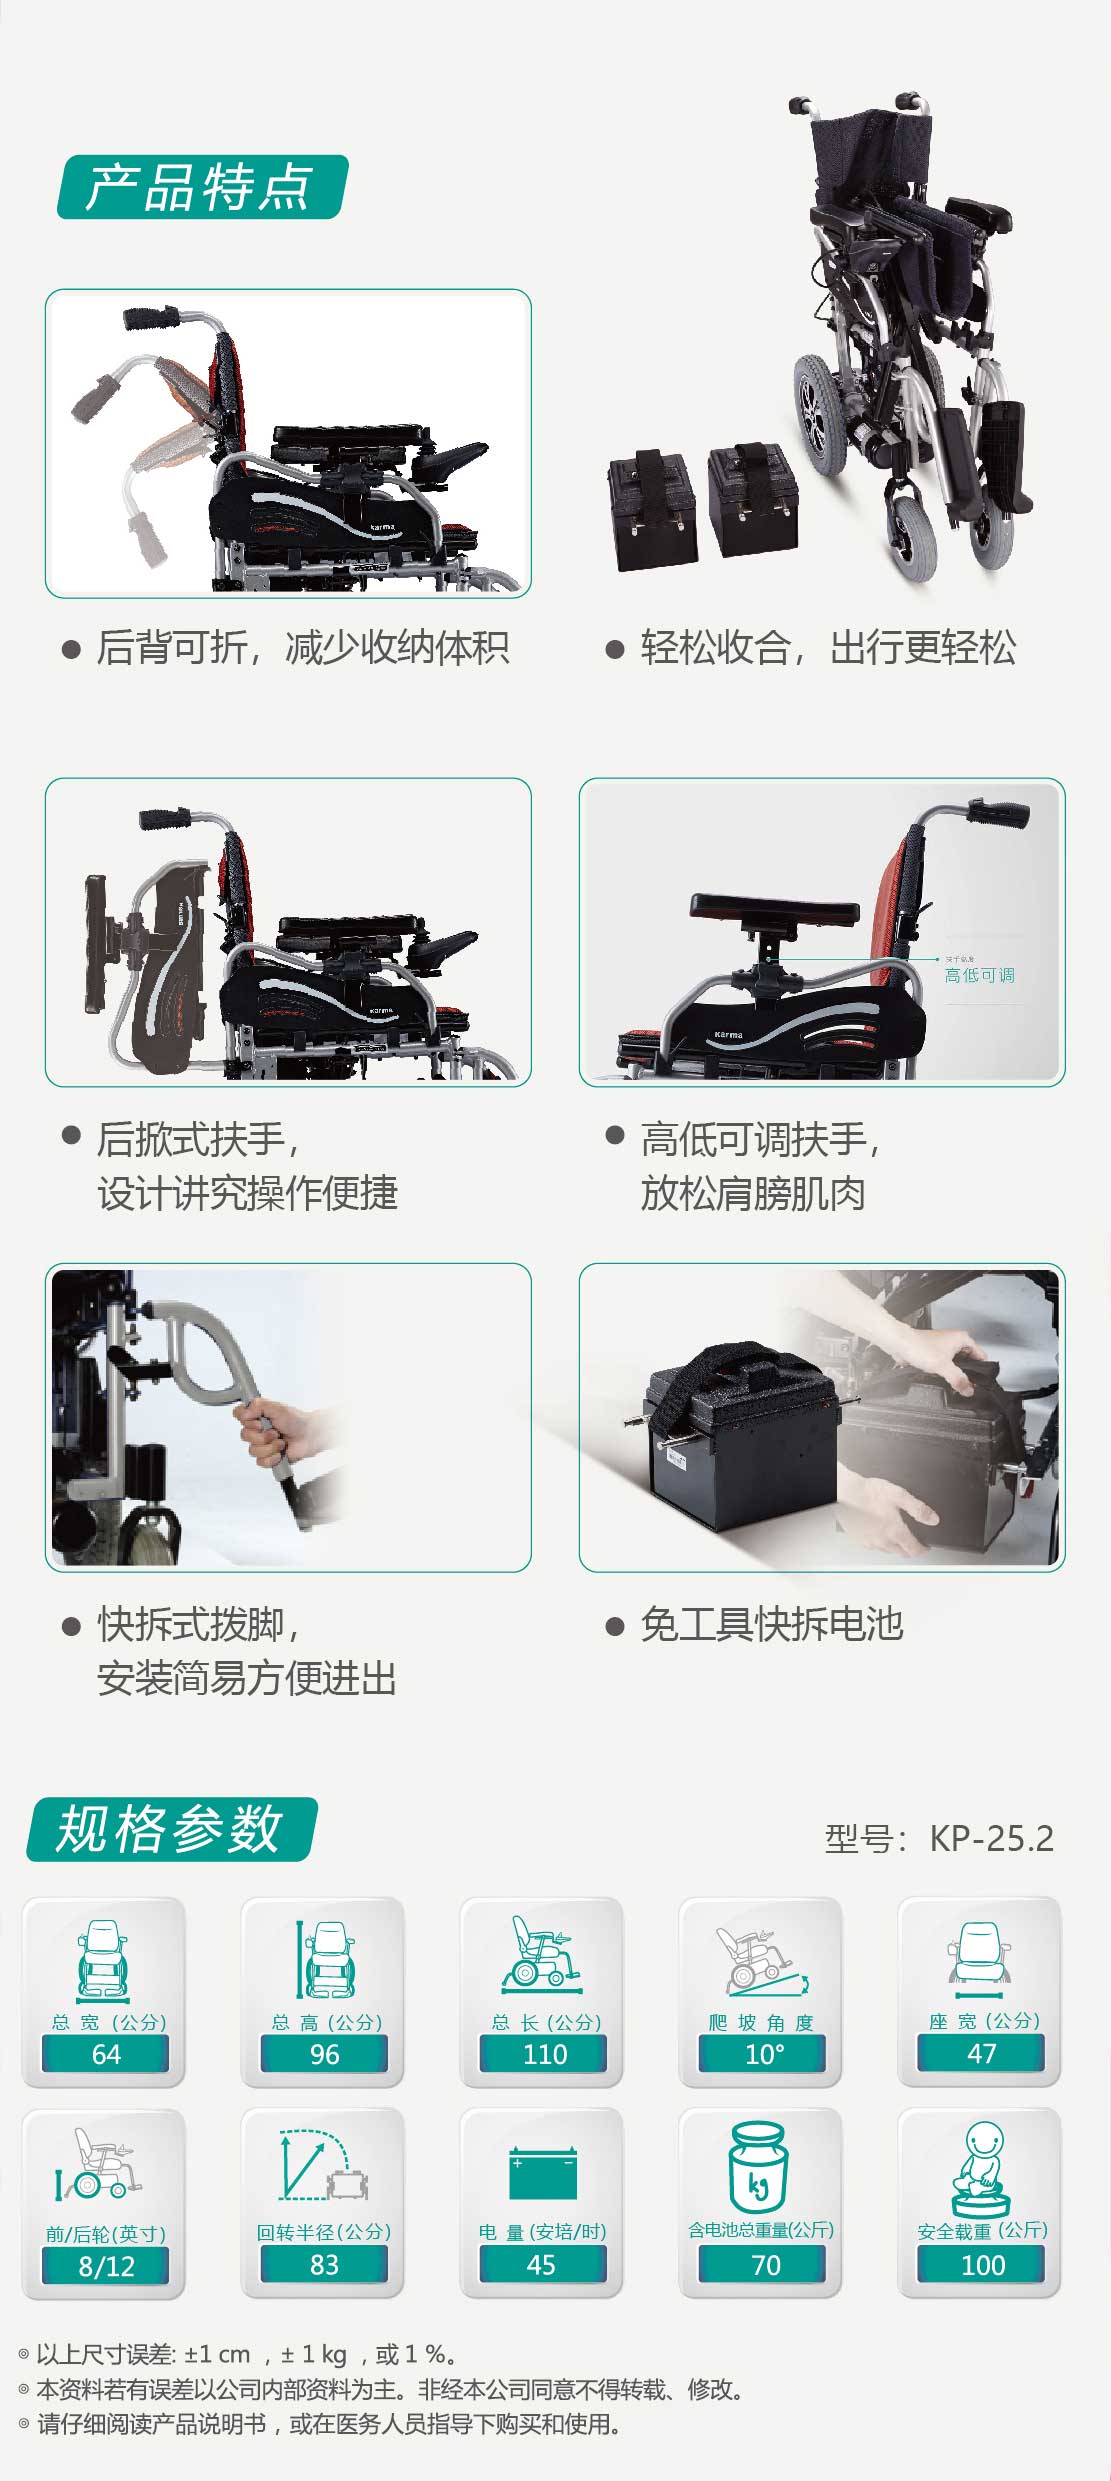 产品特点
karma
● 后背可折，减少收纳体积
● 轻松收合，出行更轻松
karma
karma
高低可调
● 后掀式扶手，
设计讲究操作便捷
● 高低可调扶手，
放松肩膀肌肉
● 快拆式拨脚，
安装简易方便进出
● 免工具快拆电池
规格参数
型号：KP-25.2
总 宽 (公分)
64
总 高 (公分)
96
总 长 (公分)
110
爬 坡 角 度
10°
座 宽 (公分)
47
前/后轮(英寸)
8/12
回转半径(公分)
83
+ −
电 量 (安培/时)
45
kg
含电池总重量(公斤)
70
安全载重 (公斤)
100
◎ 以上尺寸误差: ±1 cm ，± 1 kg ，或 1 %。
◎ 本资料若有误差以公司内部资料为主。非经本公司同意不得转载、修改。
◎ 请仔细阅读产品说明书，或在医务人员指导下购买和使用。